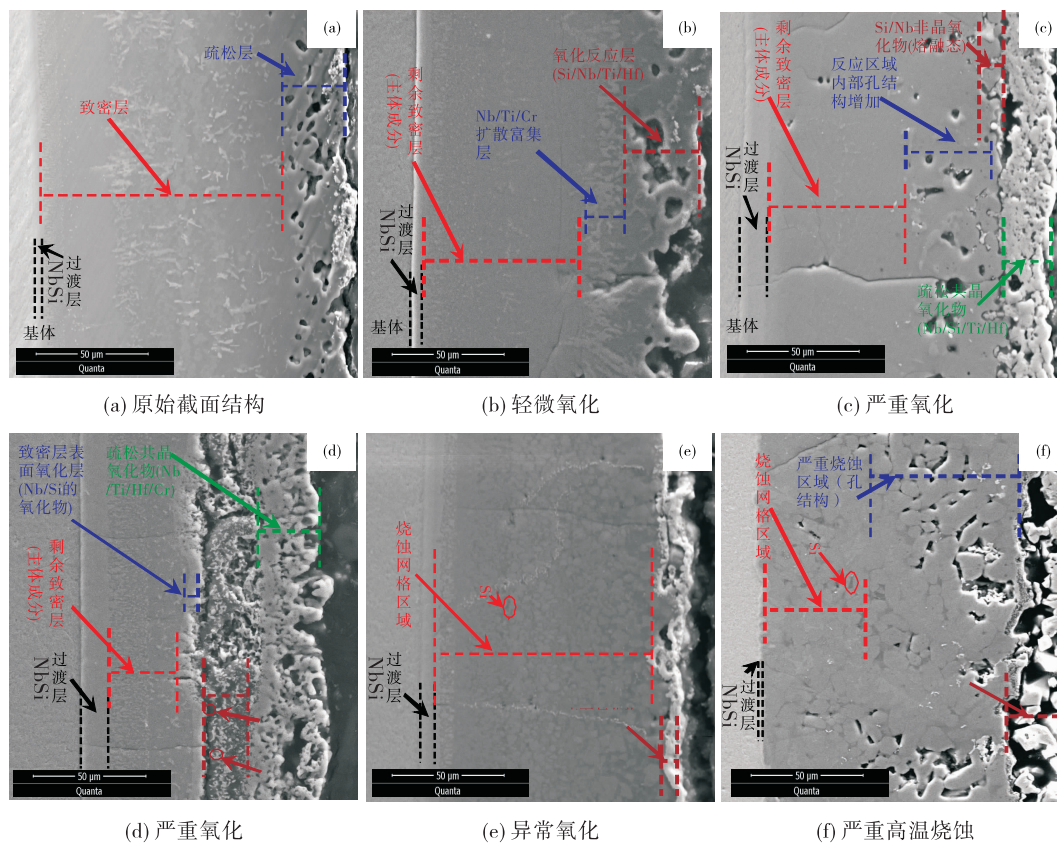 (a)
疏松层
致密层
过渡层
NbSi
基体
50 μm
Quanta
(a) 原始截面结构
(b)
氧化反应层
(Si/Nb/Ti/Hf)
剩余致密层
(主体成分)
Nb/Ti/Cr
扩散富集
层
过渡层
NbSi
基体
50 μm
Quanta
(b) 轻微氧化
(c)
Si/Nb非晶氧
化物(熔融态)
剩余致密层
(主体成分)
反应区域
内部孔结
构增加
过渡层
NbSi
疏松共晶
氧化物
(Nb/Si/Ti/Hf)
基体
50 μm
Quanta
(c) 严重氧化
(d)
致密层表
面氧化层
(Nb/Si的
氧化物)
疏松共晶
氧化物(Nb
/Ti/Hf/Cr)
剩余致密层
(主体成分)
过渡层
NbSi
50 μm
Quanta
(d) 严重氧化
(e)
烧蚀网格区域
Si
过渡层
NbSi
50 μm
Quanta
(e) 异常氧化
(f)
烧蚀网格区域
严重烧蚀
区域（孔
结构）
Si
过渡层
NbSi
50 μm
Quanta
(f) 严重高温烧蚀